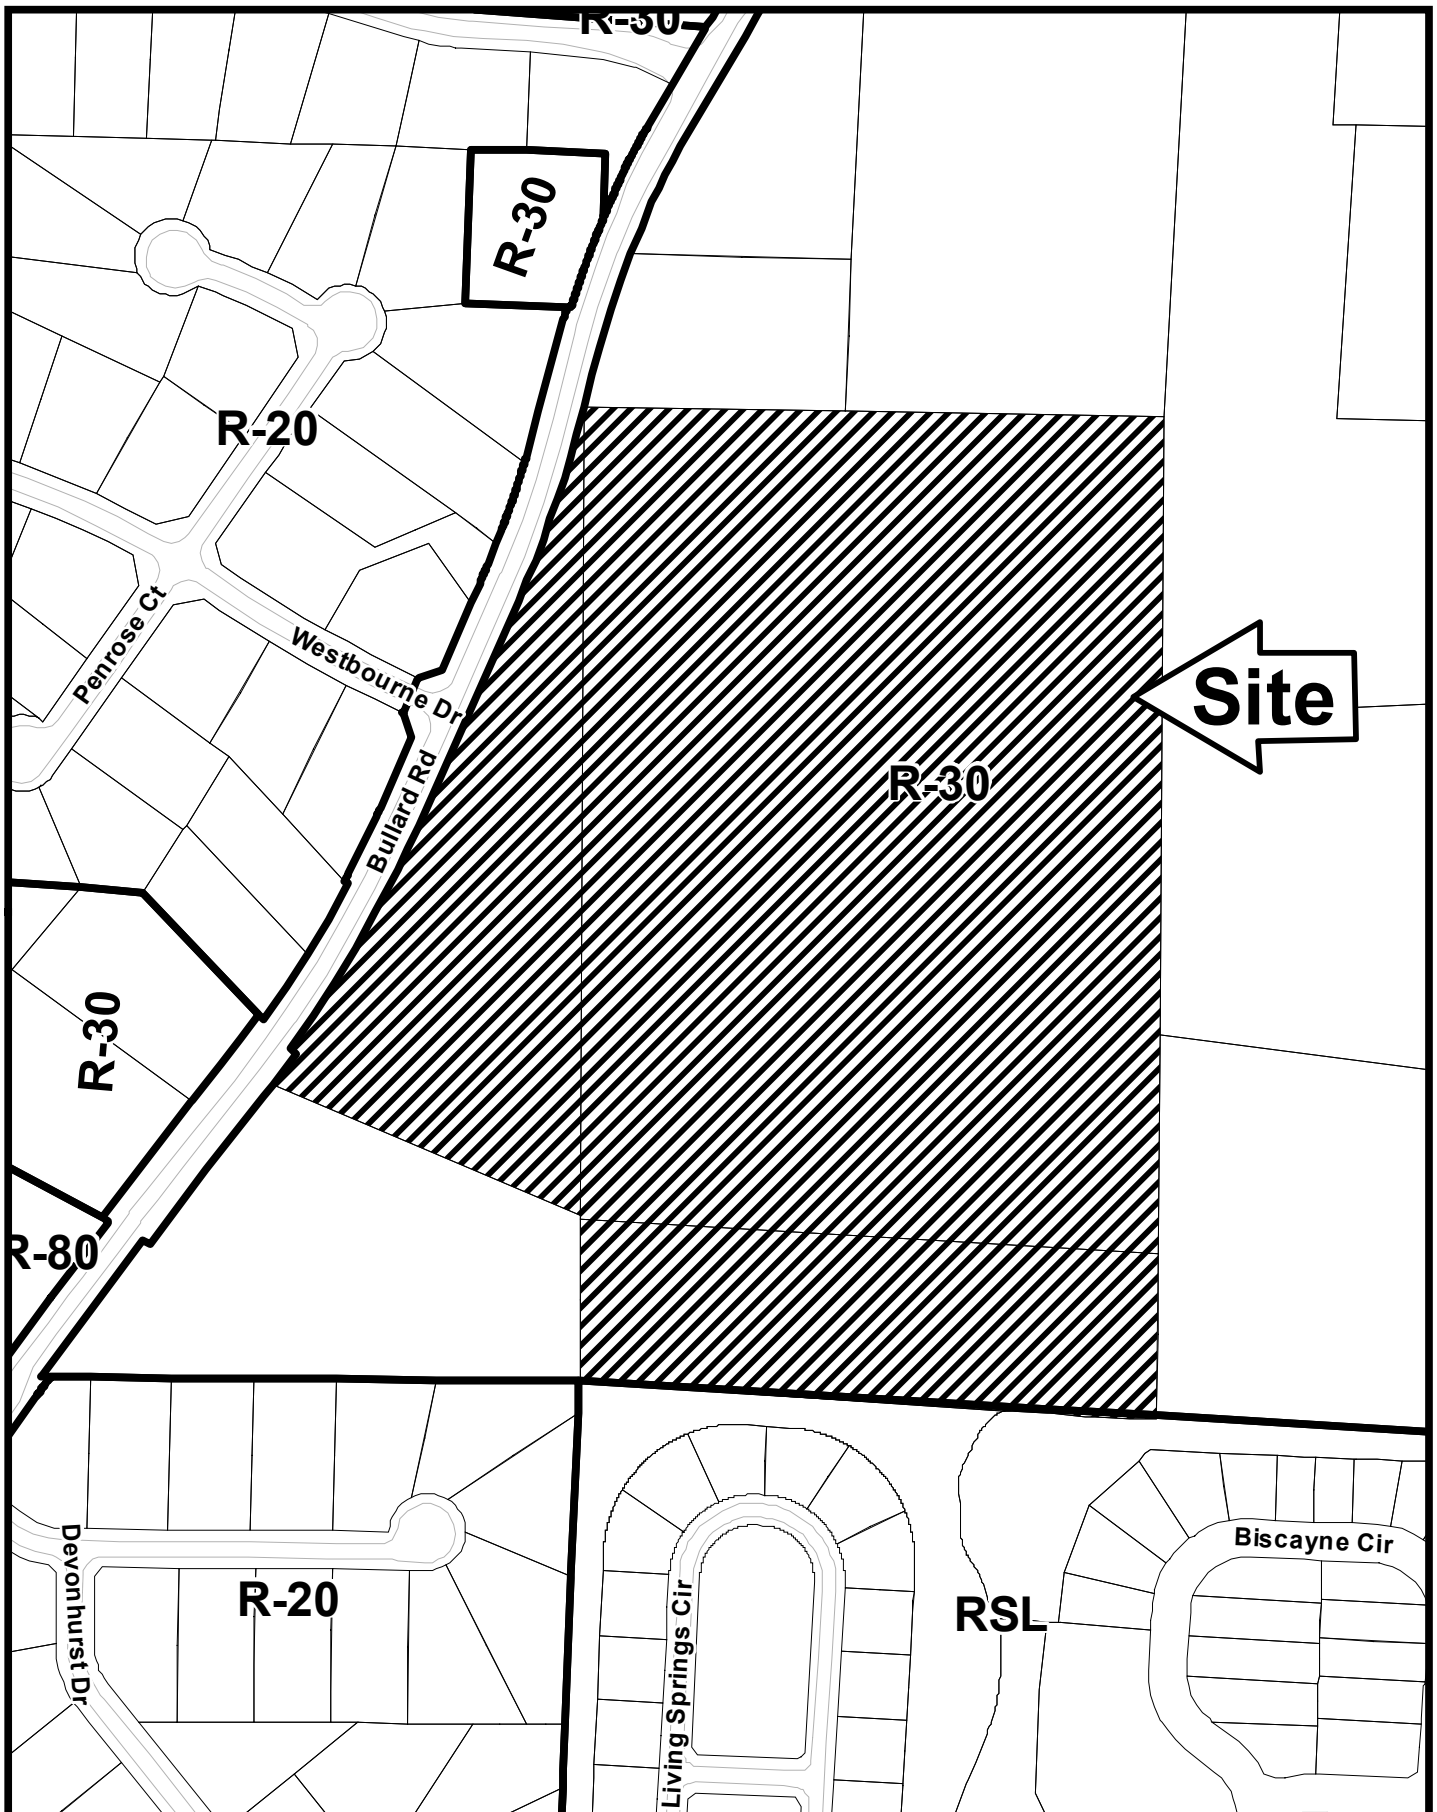 R-30
R-30
R-20
Penrose Ct
Westbourne Dr
Site
R-30
Bullard Rd
R-30
R-80
Devonhurst Dr
R-20
Living Springs Cir
RSL
Biscayne Cir